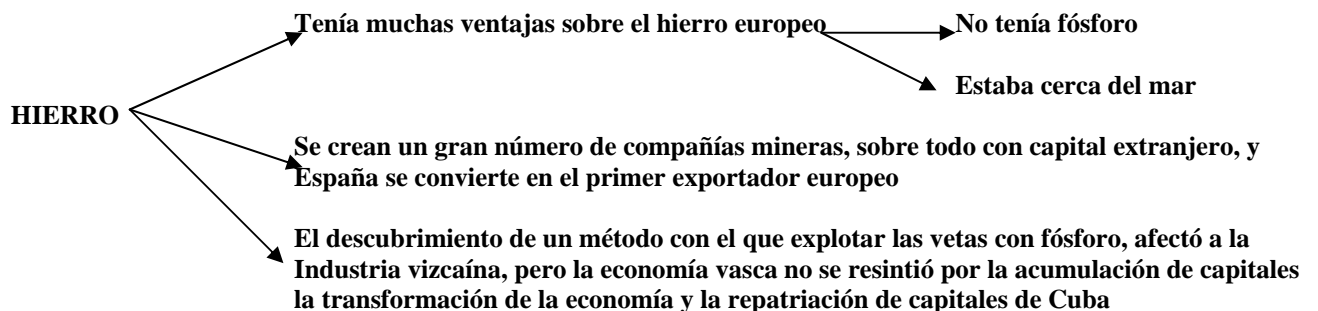 Tenía muchas ventajas sobre el hierro europeo
No tenía fósforo
Estaba cerca del mar
HIERRO
Se crean un gran número de compañías mineras, sobre todo con capital extranjero, y
España se convierte en el primer exportador europeo
El descubrimiento de un método con el que explotar las vetas con fósforo, afectó a la
Industria vizcaína, pero la economía vasca no se resintió por la acumulación de capitales
la transformación de la economía y la repatriación de capitales de Cuba